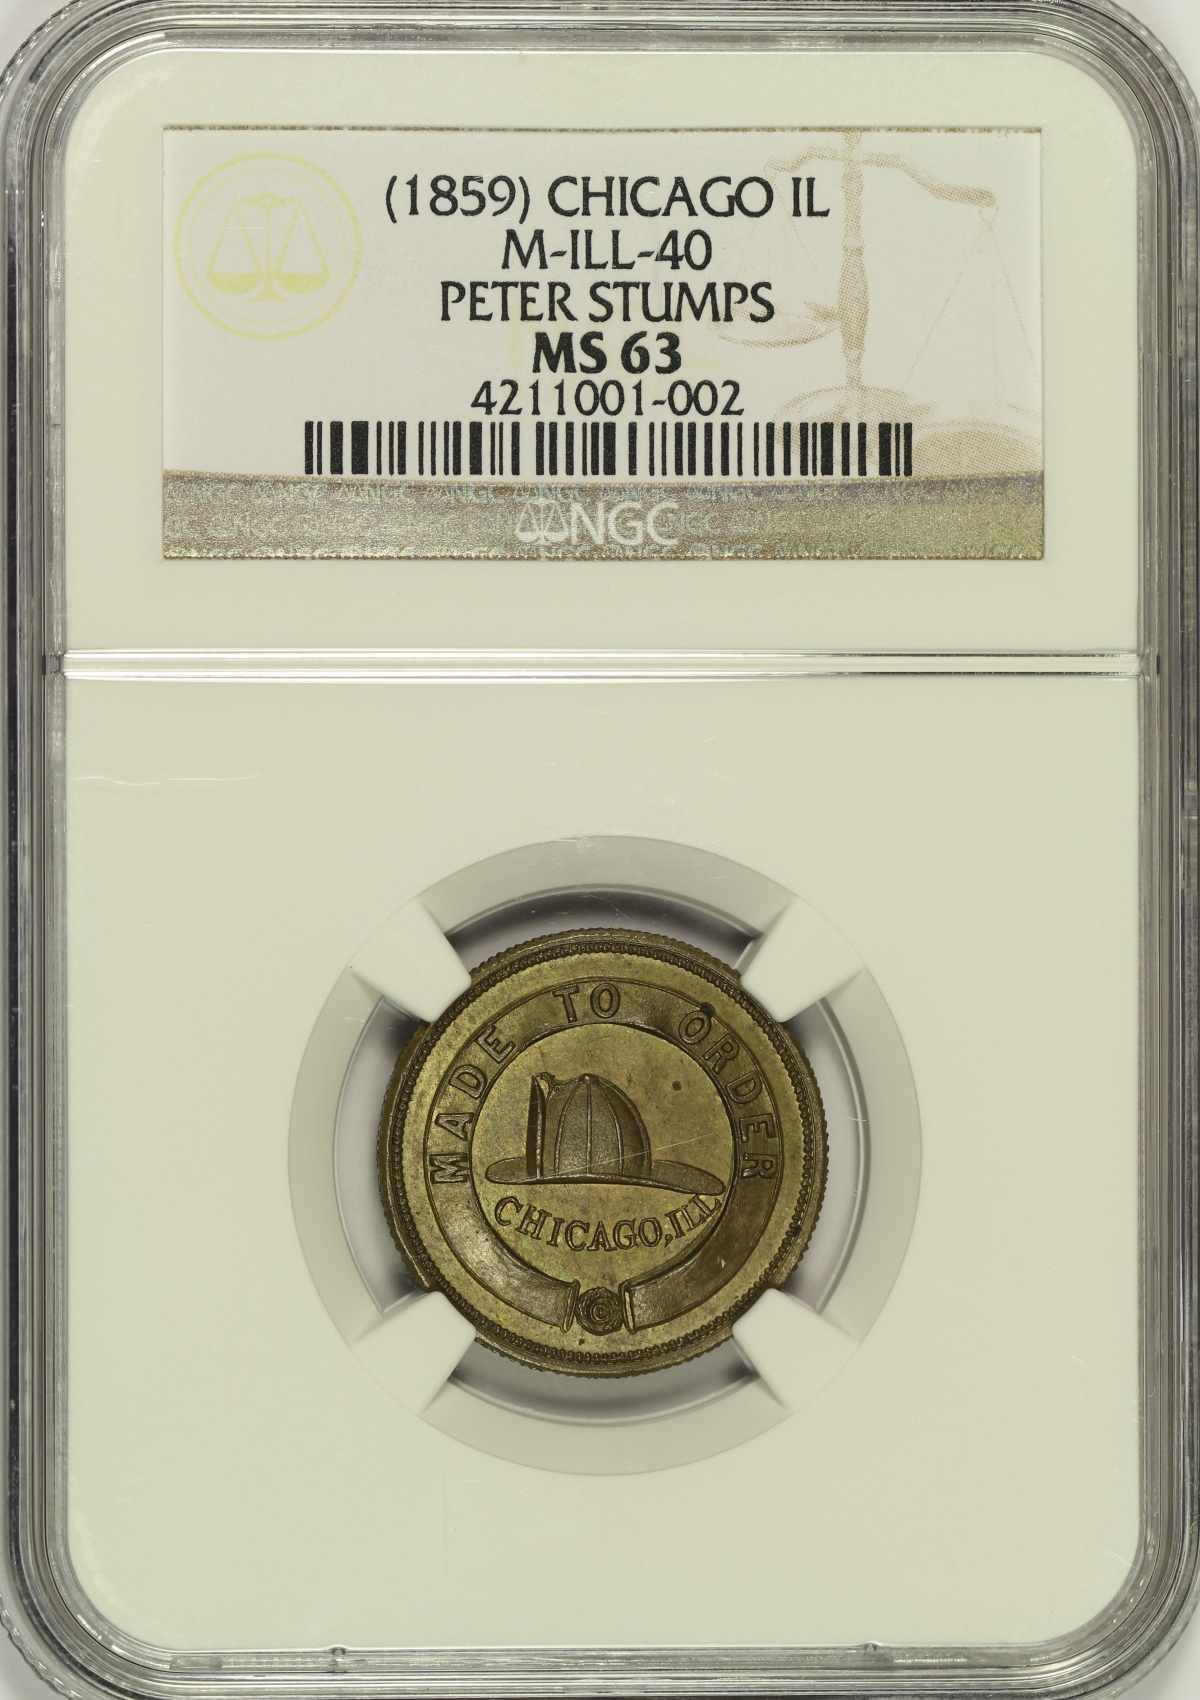 (1859) CHICAGO IL
M-ILL-40
PETER STUMPS
MS 63
4211001-002
NGC
MADE TO ORDER
CHICAGO, ILL